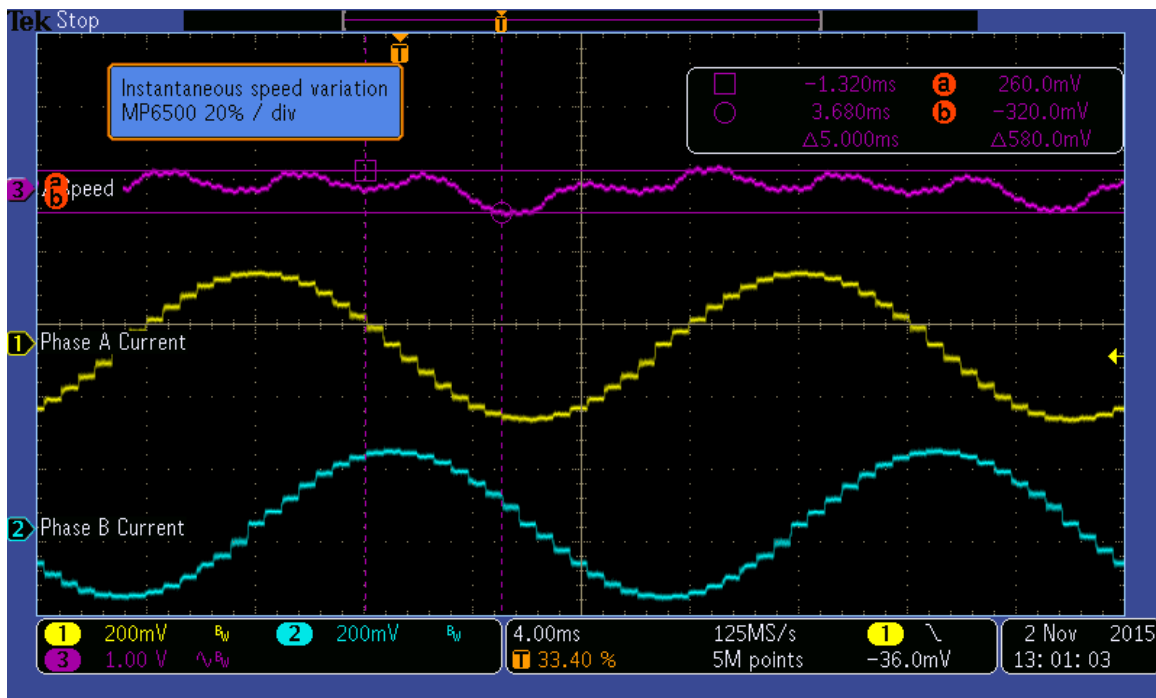 Tek Stop
T
T
Instantaneous speed variation
MP6500 20% / div
−1.320ms a 260.0mV
3.680ms b −320.0mV
Δ5.000ms Δ580.0mV
1
3 a Speed
b
1 Phase A Current
2 Phase B Current
1 200mV BW 2 200mV BW
3 1.00 V BW
4.00ms 125MS/s 1
T 33.40 % 5M points −36.0mV
2 Nov 2015
13:01:03